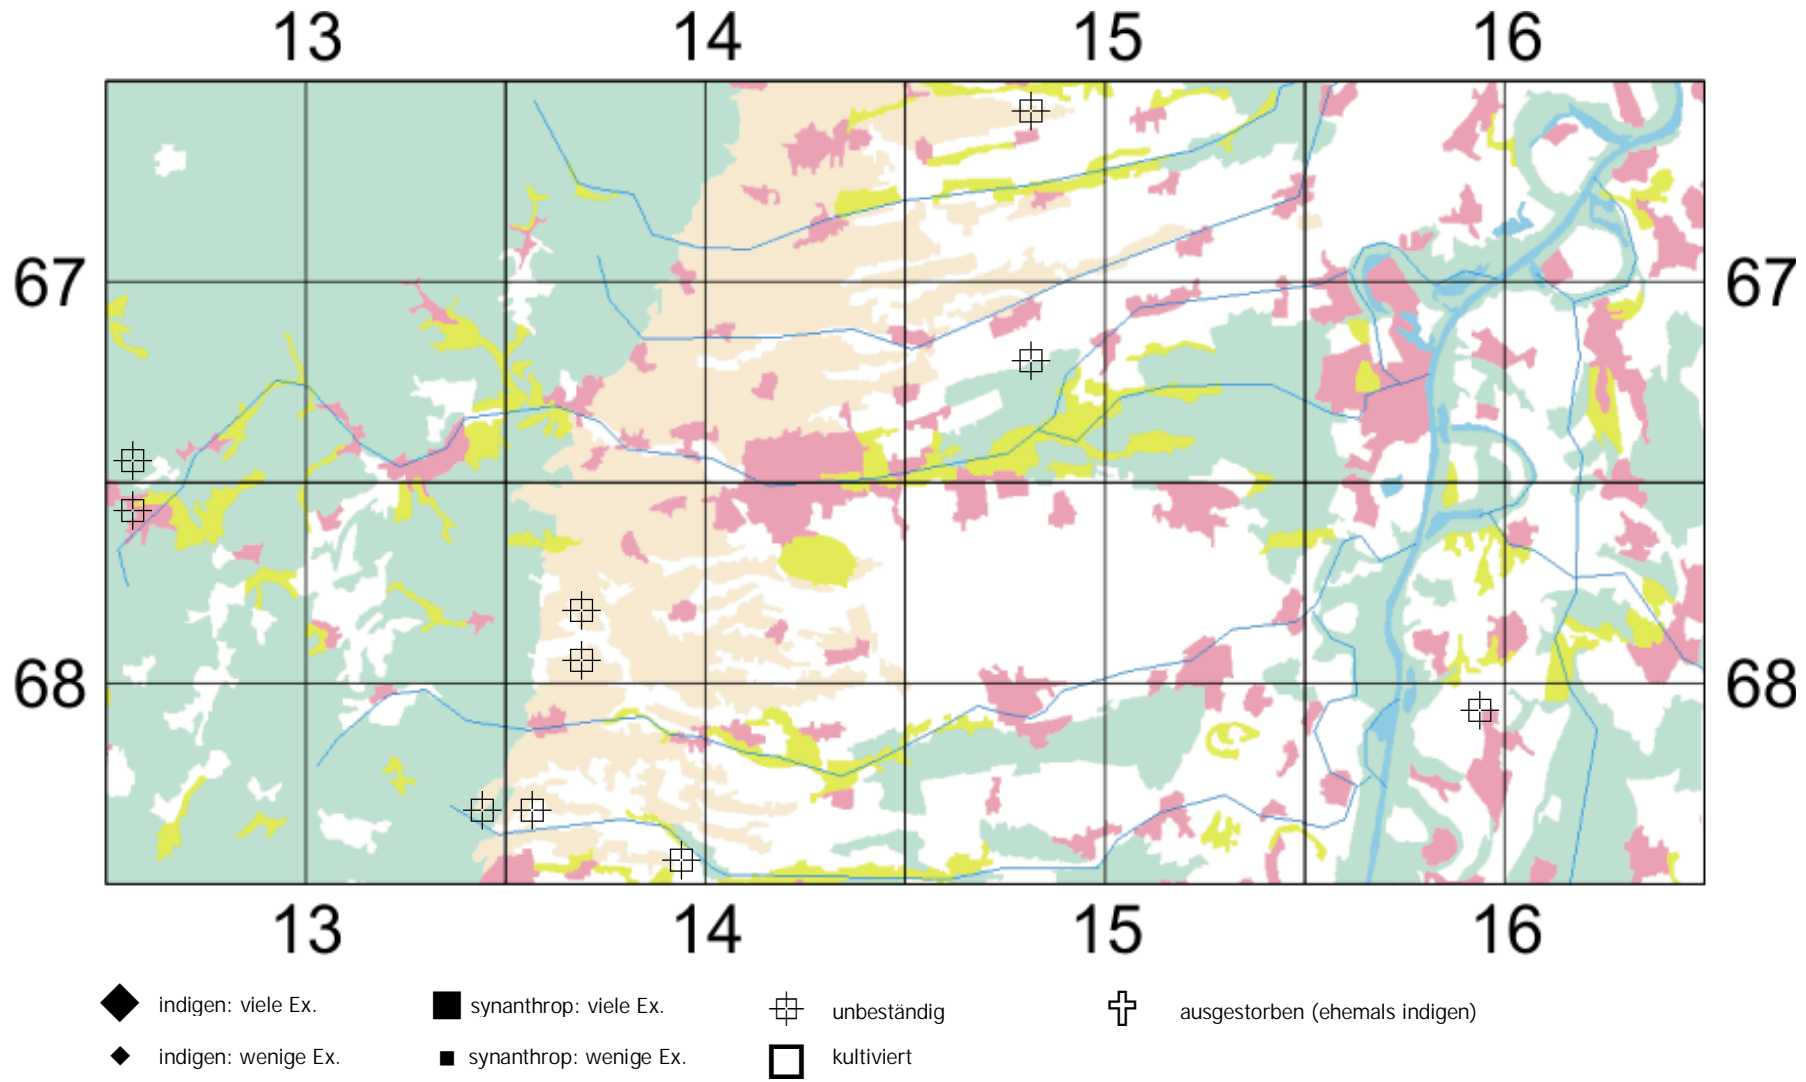 13 14 15 16
67 67
68 68
13 14 15 16
indigen: viele Ex. synanthrop: viele Ex. unbeständig ausgestorben (ehemals indigen)
indigen: wenige Ex. synanthrop: wenige Ex. kultiviert